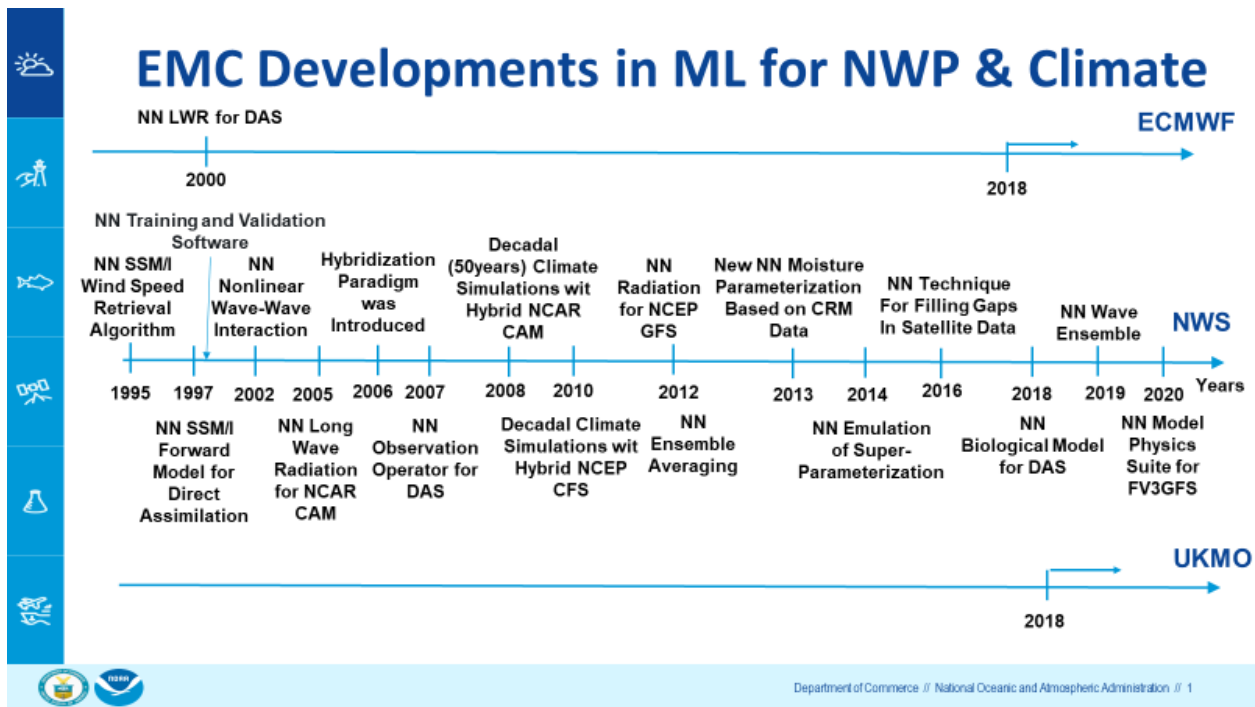 EMC Developments in ML for NWP & Climate
NN LWR for DAS
ECMWF
2000
2018
NN Training and Validation
Software
NN SSM/I
Wind Speed
Retrieval
Algorithm
NN
Nonlinear
Wave-Wave
Interaction
Hybridization
Paradigm
was
Introduced
Decadal
(50years) Climate
Simulations wit
Hybrid NCAR
CAM
NN
Radiation
for NCEP
GFS
New NN Moisture
Parameterization
Based on CRM
Data
NN Technique
For Filling Gaps
In Satellite Data
NN Wave
Ensemble
NWS
1995 1997 2002 2005 2006 2007 2008 2010 2012 2013 2014 2016 2018 2019 2020 Years
NN SSM/I
Forward
Model for
Direct
Assimilation
NN Long
Wave
Radiation
for NCAR
CAM
NN
Observation
Operator for
DAS
Decadal Climate
Simulations wit
Hybrid NCEP
CFS
NN
Ensemble
Averaging
NN Emulation
of Super-
Parameterization
NN
Biological Model
for DAS
NN Model
Physics
Suite for
FV3GFS
UKMO
2018
NOAA
Department of Commerce // National Oceanic and Atmospheric Administration // 1